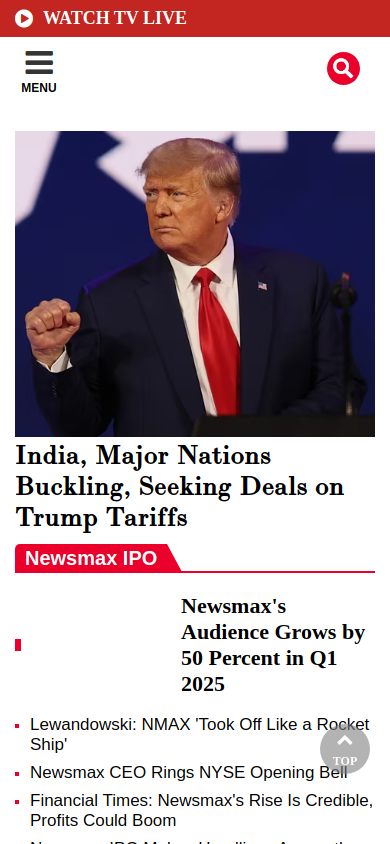 WATCH TV LIVE
MENU
India, Major Nations
Buckling, Seeking Deals on
Trump Tariffs
Newsmax IPO
Newsmax's
Audience Grows by
50 Percent in Q1
2025
Lewandowski: NMAX 'Took Off Like a Rocket
Ship'
Newsmax CEO Rings NYSE Opening Bell
TOP
Financial Times: Newsmax's Rise Is Credible,
Profits Could Boom